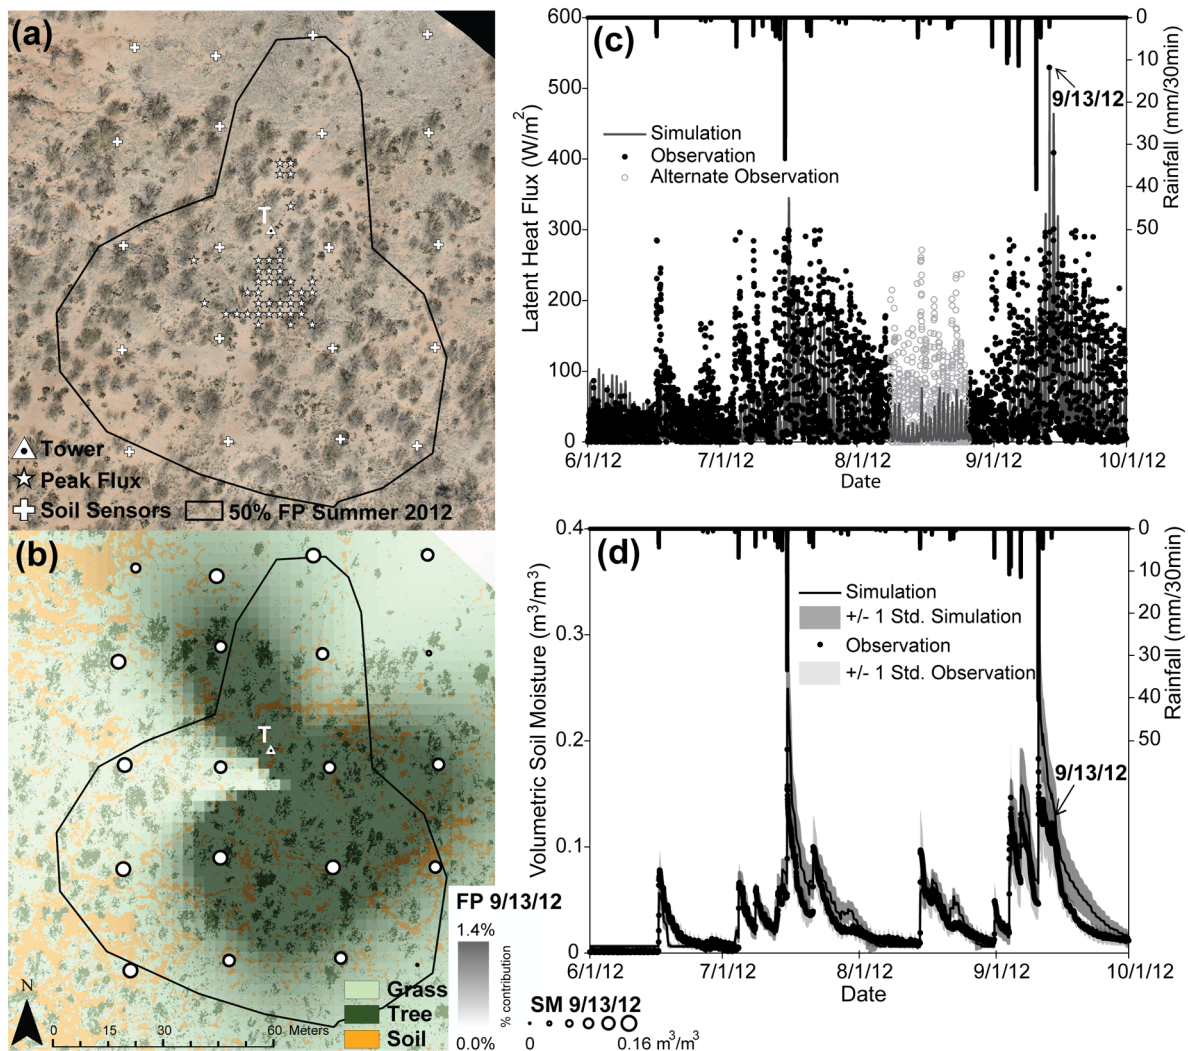 (a)
T
Tower
Peak Flux
Soil Sensors
50% FP Summer 2012
(b)
T
FP 9/13/12
1.4%
% contribution
0.0%
Grass
Tree
Soil
N
0 15 30 60 Meters
SM 9/13/12
0 0.16 m³/m³
(c)
600
500
400
300
200
100
0
Latent Heat Flux (W/m²)
Simulation
Observation
Alternate Observation
9/13/12
0
10
20
30
40
50
Rainfall (mm/30min)
6/1/12 7/1/12 8/1/12 9/1/12 10/1/12
Date
(d)
0.4
0.3
0.2
0.1
0
Volumetric Soil Moisture (m³/m³)
Simulation
+/- 1 Std. Simulation
Observation
+/- 1 Std. Observation
9/13/12
0
10
20
30
40
50
Rainfall (mm/30min)
6/1/12 7/1/12 8/1/12 9/1/12 10/1/12
Date